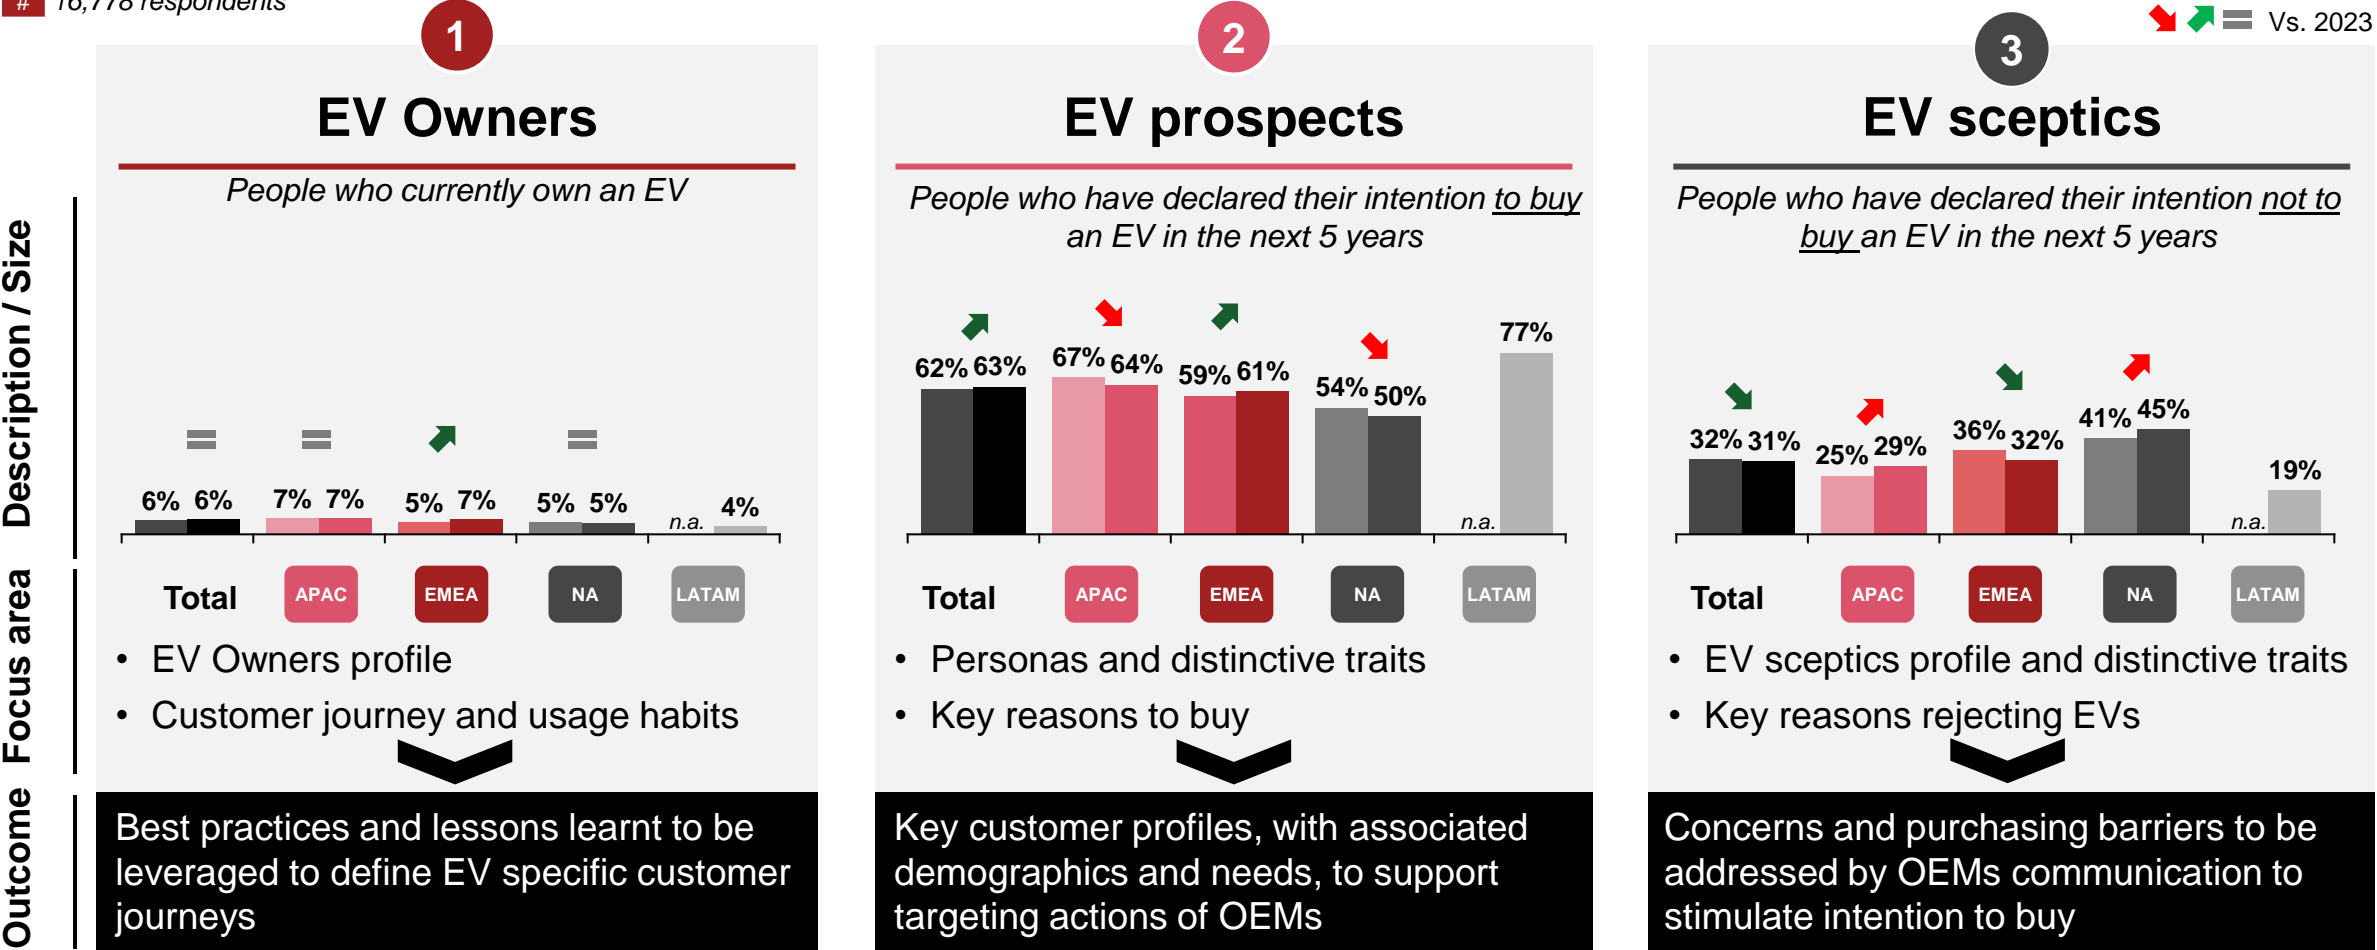 # 16,778 respondents
Vs. 2023
1
EV Owners
People who currently own an EV
6% 6% 7% 7% 5% 7% 5% 5% n.a. 4%
Total APAC EMEA NA LATAM
• EV Owners profile
• Customer journey and usage habits
Best practices and lessons learnt to be
leveraged to define EV specific customer
journeys
2
EV prospects
People who have declared their intention to buy
an EV in the next 5 years
62% 63% 67% 64% 59% 61% 54% 50% n.a. 77%
Total APAC EMEA NA LATAM
• Personas and distinctive traits
• Key reasons to buy
Key customer profiles, with associated
demographics and needs, to support
targeting actions of OEMs
3
EV sceptics
People who have declared their intention not to
buy an EV in the next 5 years
32% 31% 25% 29% 36% 32% 41% 45% n.a. 19%
Total APAC EMEA NA LATAM
• EV sceptics profile and distinctive traits
• Key reasons rejecting EVs
Concerns and purchasing barriers to be
addressed by OEMs communication to
stimulate intention to buy
Description / Size
Focus area
Outcome